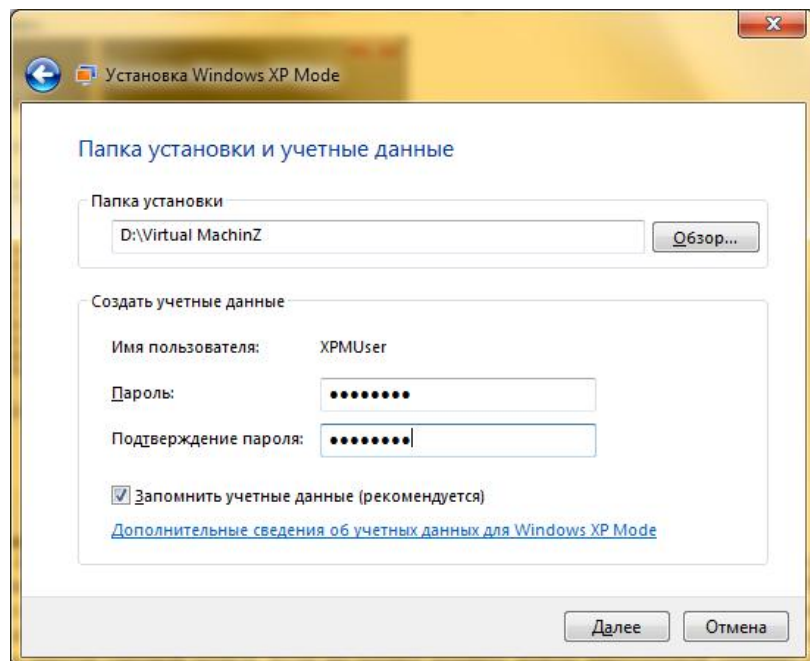 Установка Windows XP Mode
Папка установки и учетные данные
Папка установки
D:\Virtual MachinZ
Обзор...
Создать учетные данные
Имя пользователя: XPMUser
Пароль: ●●●●●●●●
Подтверждение пароля: ●●●●●●●●
Запомнить учетные данные (рекомендуется)
Дополнительные сведения об учетных данных для Windows XP Mode
Далее Отмена